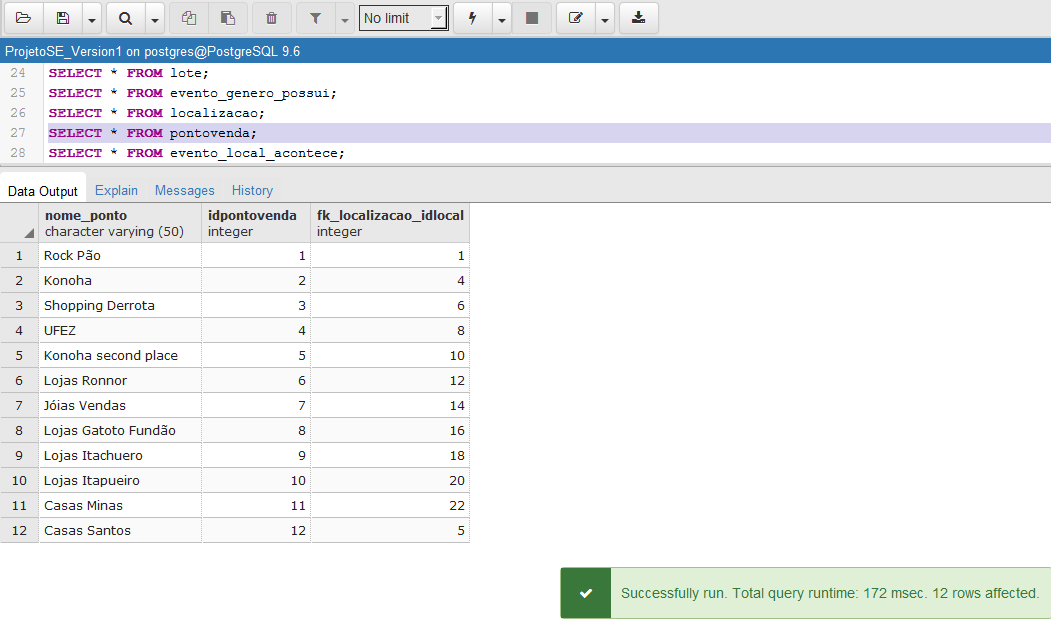 No limit
ProjetoSE_Version1 on postgres@PostgreSQL 9.6
24 SELECT * FROM lote;
25 SELECT * FROM evento_genero_possui;
26 SELECT * FROM localizacao;
27 SELECT * FROM pontovenda;
28 SELECT * FROM evento_local_acontece;
Data Output Explain Messages History
nome_ponto idpontovenda fk_localizacao_idlocal
character varying (50) integer integer
1 Rock Pão 1 1
2 Konoha 2 4
3 Shopping Derrota 3 6
4 UFEZ 4 8
5 Konoha second place 5 10
6 Lojas Ronnor 6 12
7 Jóias Vendas 7 14
8 Lojas Gatoto Fundão 8 16
9 Lojas Itachuero 9 18
10 Lojas Itapueiro 10 20
11 Casas Minas 11 22
12 Casas Santos 12 5
Successfully run. Total query runtime: 172 msec. 12 rows affected.